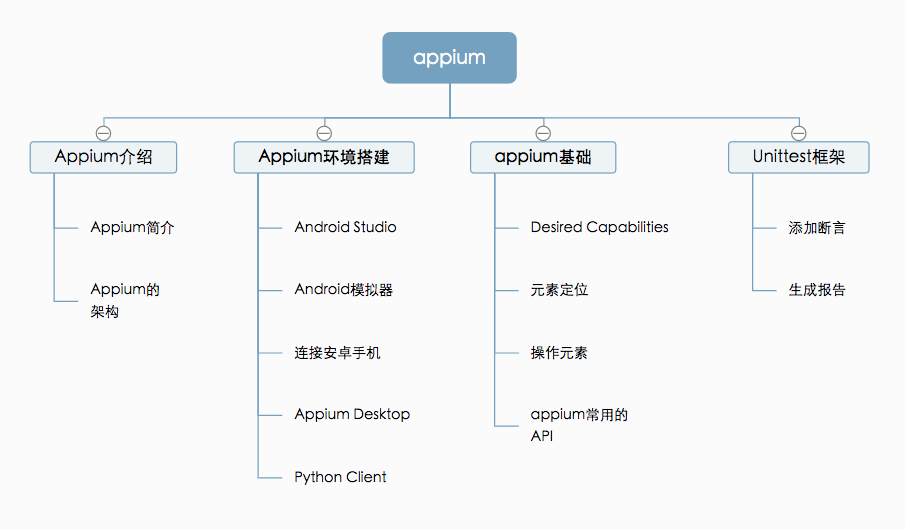 appium
Appium介绍
Appium简介
Appium的
架构
Appium环境搭建
Android Studio
Android模拟器
连接安卓手机
Appium Desktop
Python Client
appium基础
Desired Capabilities
元素定位
操作元素
appium常用的
API
Unittest框架
添加断言
生成报告